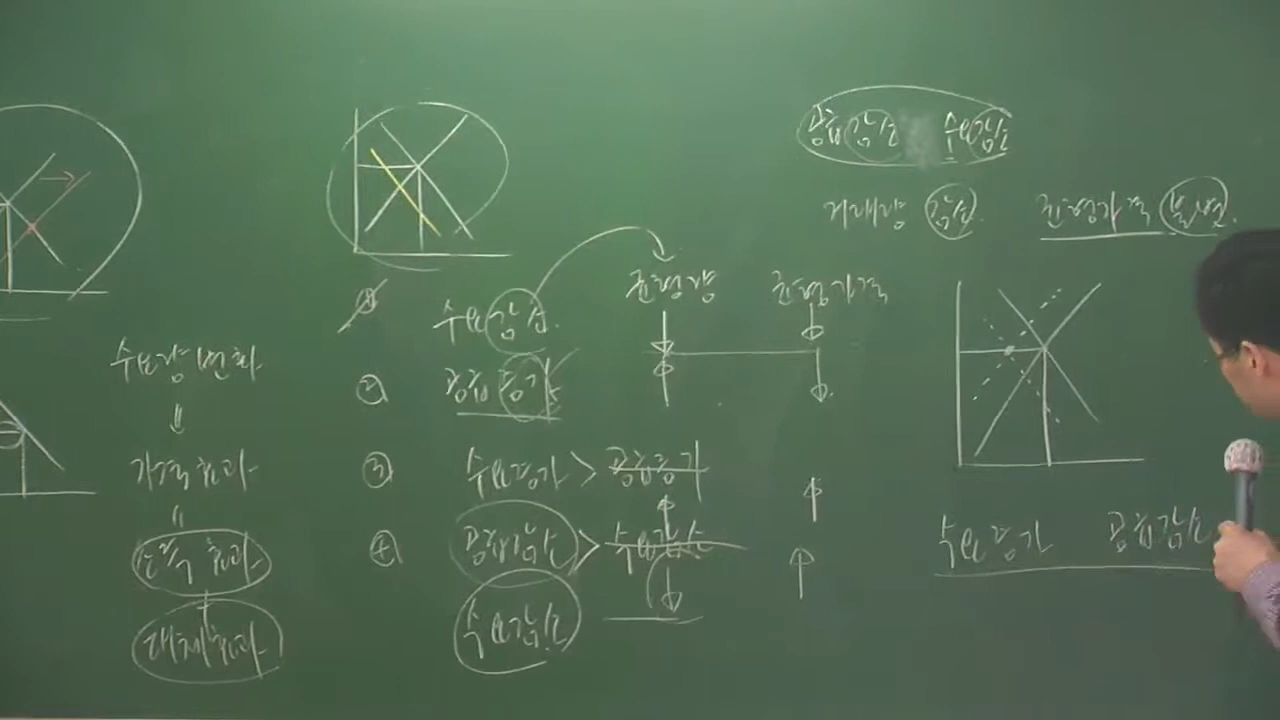 공급감소 수요감소
거래량 감소. 균형가격 불변.
균형량 균형가격
① 수요감소.
② 공급증가
③ 수요증가 > 공급증가
④ 공급감소 > 수요감소
수요감소
수요량 변화
가격효과
소득효과
대체효과
수요증가 공급감소